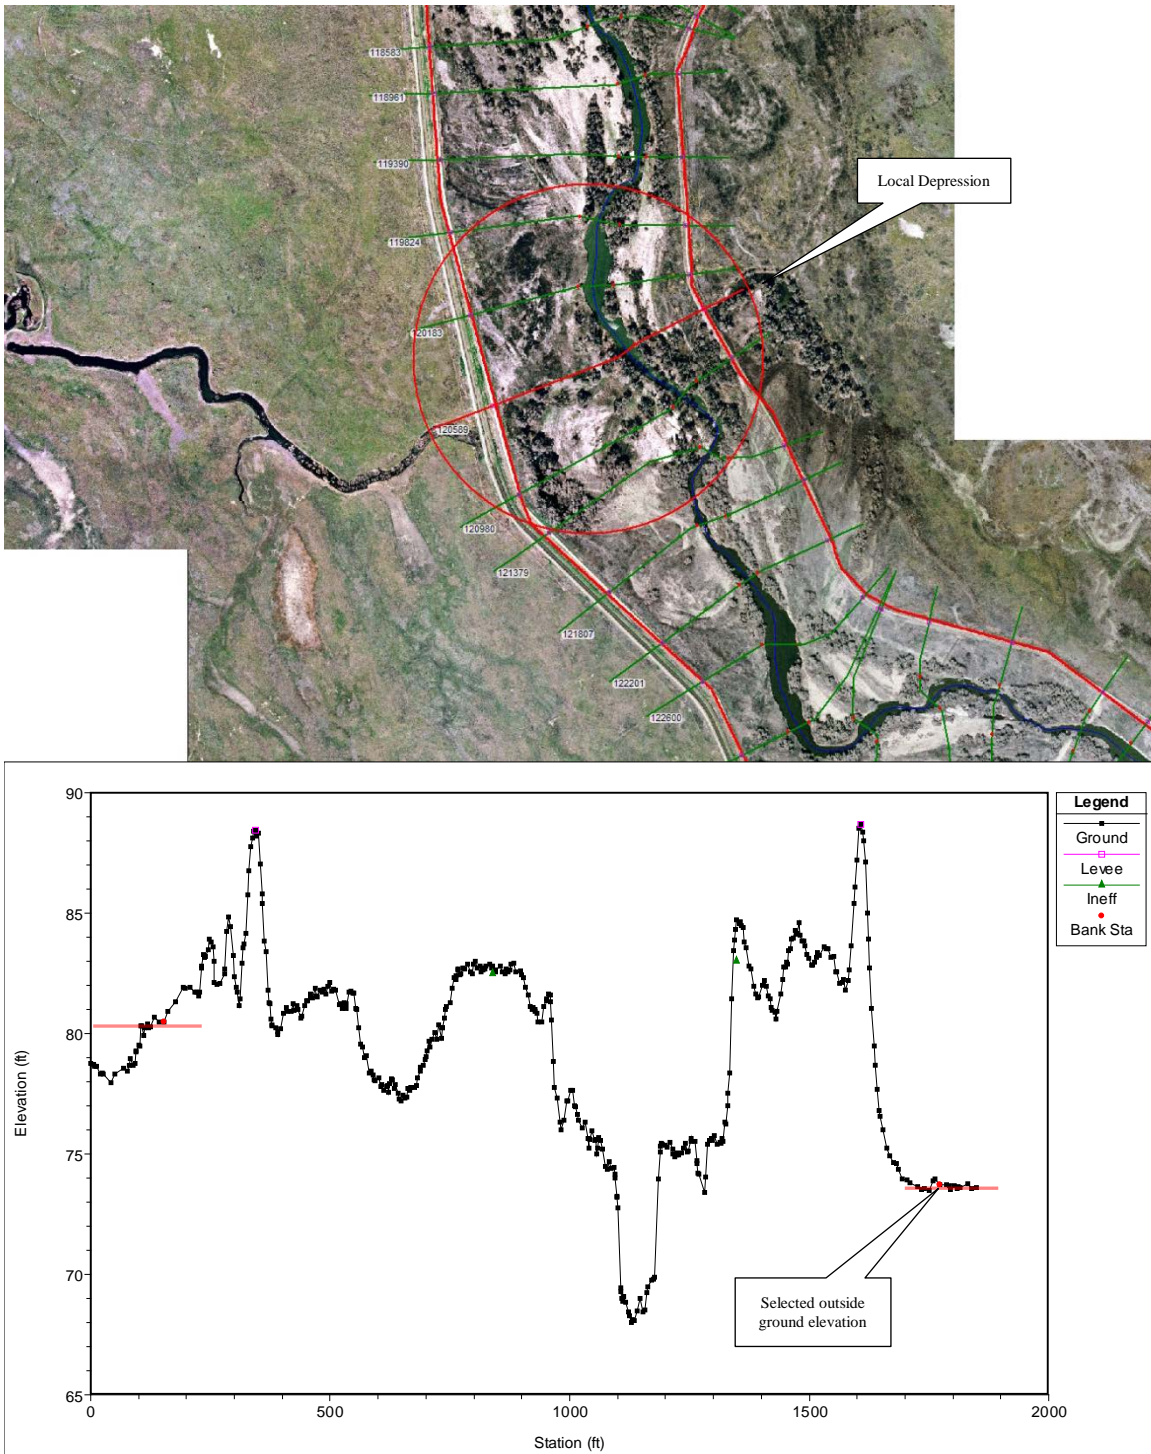 118583
118961
119390
Local Depression
119824
120183
120589
120980
121379
121807
122201
122600
90
85
80
75
70
65
Elevation (ft)
0
500
1000
1500
2000
Station (ft)
Legend
Ground
Levee
Ineff
Bank Sta
Selected outside
ground elevation